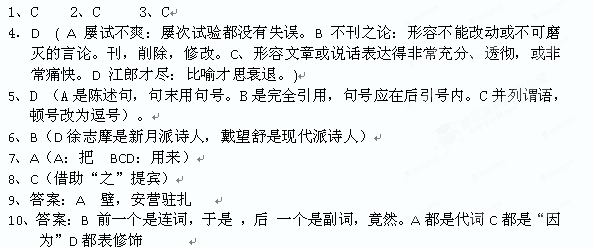 1、C 2、C 3、C
4．D （ A 屡试不爽：屡次试验都没有失误。B 不刊之论：形容不能改动或不可磨
灭的言论。刊，削除，修改。C、形容文章或说话表达得非常充分、透彻，或非
常痛快。D 江郎才尽：比喻才思衰退。)
5、D （A是陈述句，句末用句号。B是完全引用，句号应在后引号内。C并列谓语，
顿号改为逗号）。
6、B（D徐志摩是新月派诗人，戴望舒是现代派诗人）
7、A（A：把 BCD：用来）
8、C（借助“之”提宾）
9、答案：A 壁，安营驻扎
10、答案：B 前一个是连词，于是 ，后 一个是副词，竟然。A都是代词 C都是“因
为”D都表修饰